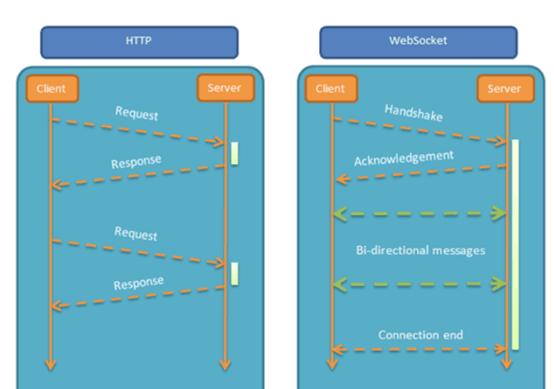 HTTP
Client
Server
Request
Response
Request
Response
WebSocket
Client
Server
Handshake
Acknowledgement
Bi-directional messages
Connection end